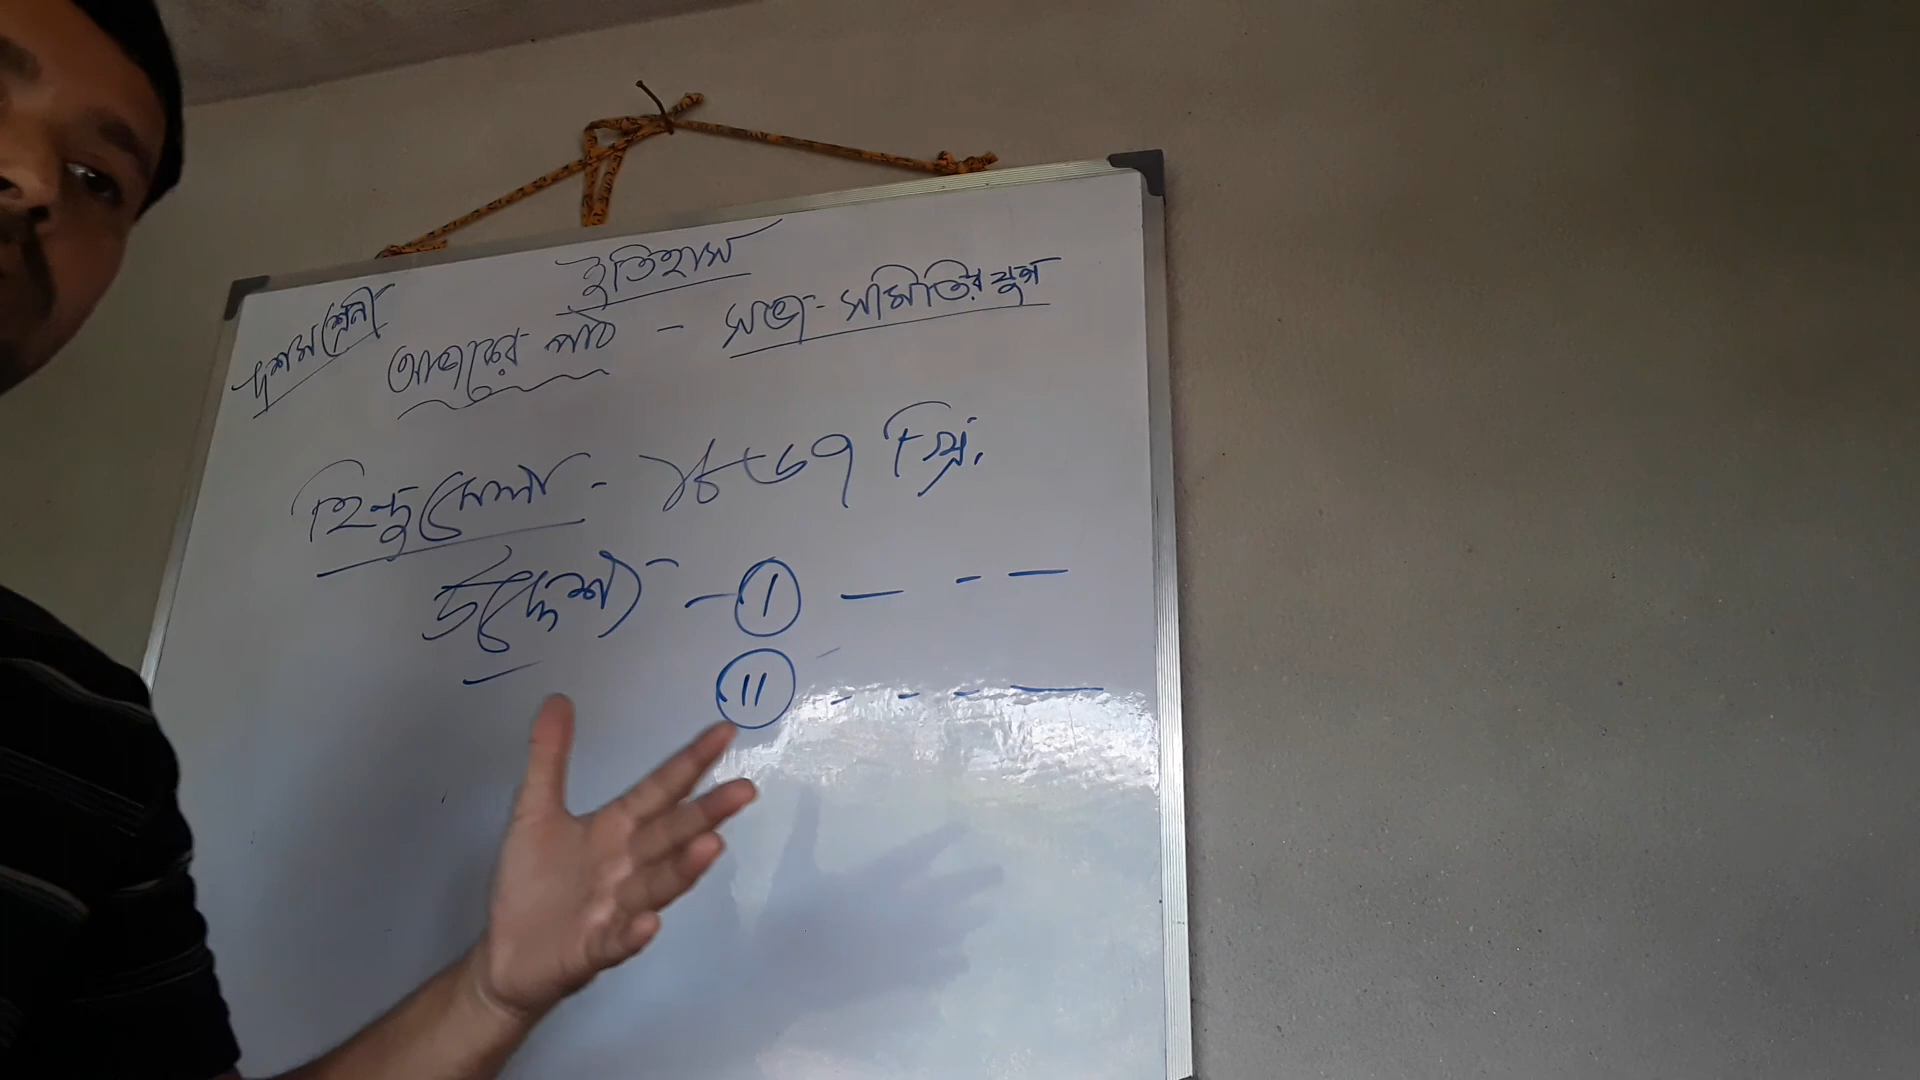 ইতিহাস
দশম শ্রেনী
আজকের পাঠ - সভা-সমিতির যুগ
হিন্দুমেলা - ১৮৬৭ খ্রি.
উদ্দেশ্য - - I - - -
II - - - -